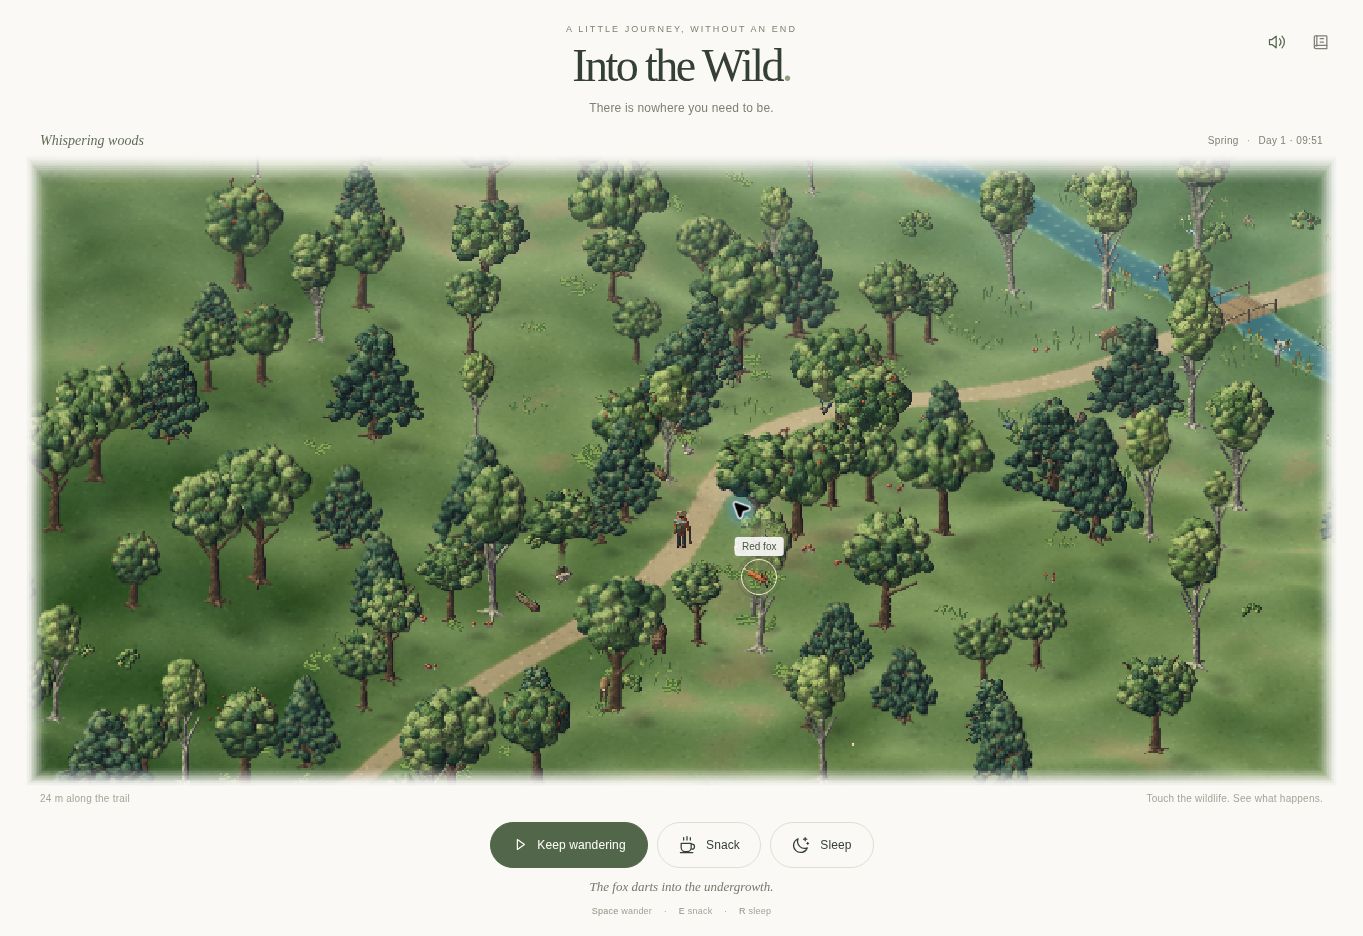 A LITTLE JOURNEY, WITHOUT AN END
Into the Wild.
There is nowhere you need to be.
Whispering woods
Spring · Day 1 · 09:51
Red fox
24 m along the trail
Touch the wildlife. See what happens.
Keep wandering
Snack
Sleep
The fox darts into the undergrowth.
Space wander · E snack · R sleep